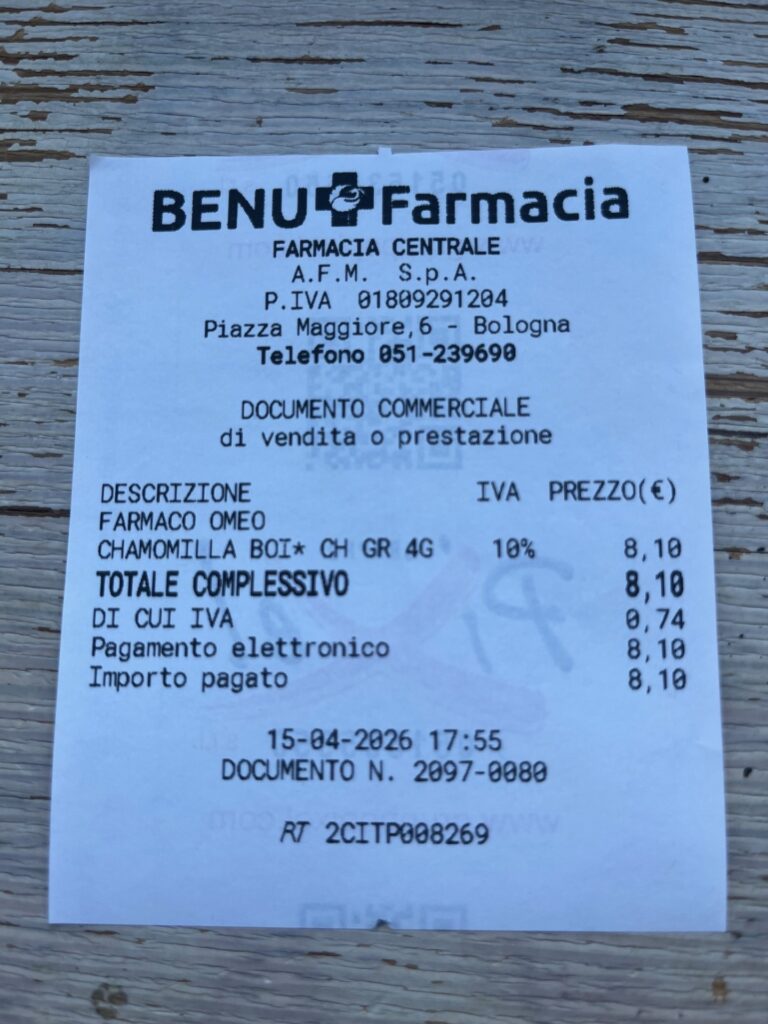 BENU Farmacia
FARMACIA CENTRALE
A.F.M. S.p.A.
P.IVA 01809291204
Piazza Maggiore,6 - Bologna
Telefono 051-239690
DOCUMENTO COMMERCIALE
di vendita o prestazione
DESCRIZIONE IVA PREZZO(€)
FARMACO OMEO
CHAMOMILLA BOI* CH GR 4G 10% 8,10
TOTALE COMPLESSIVO 8,10
DI CUI IVA 0,74
Pagamento elettronico 8,10
Importo pagato 8,10
15-04-2026 17:55
DOCUMENTO N. 2097-0080
RT 2CITP008269